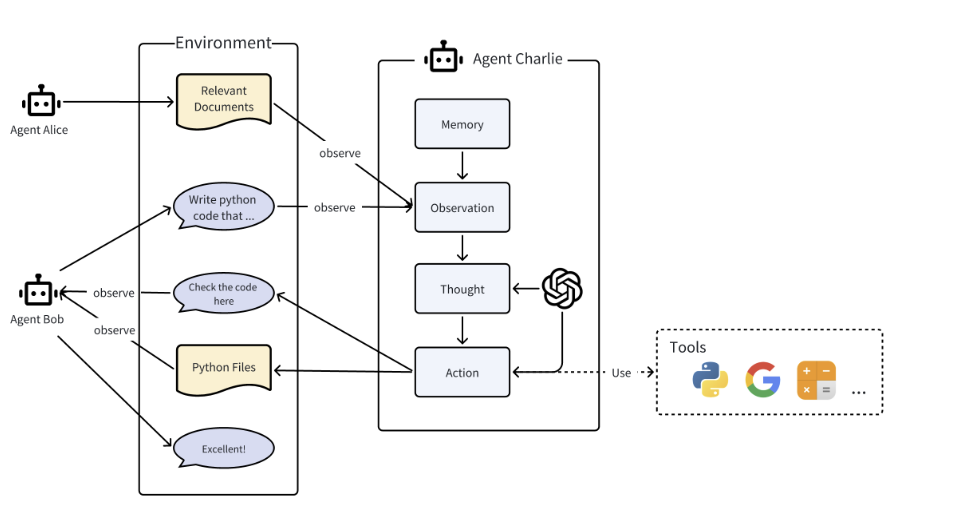 Environment
Agent Charlie
Relevant
Documents
Agent Alice
Memory
observe
Write python
code that ...
observe
Observation
Check the code
here
observe
Thought
Agent Bob
observe
Python Files
Action
Use
Tools
+ −
× =
...
Excellent!